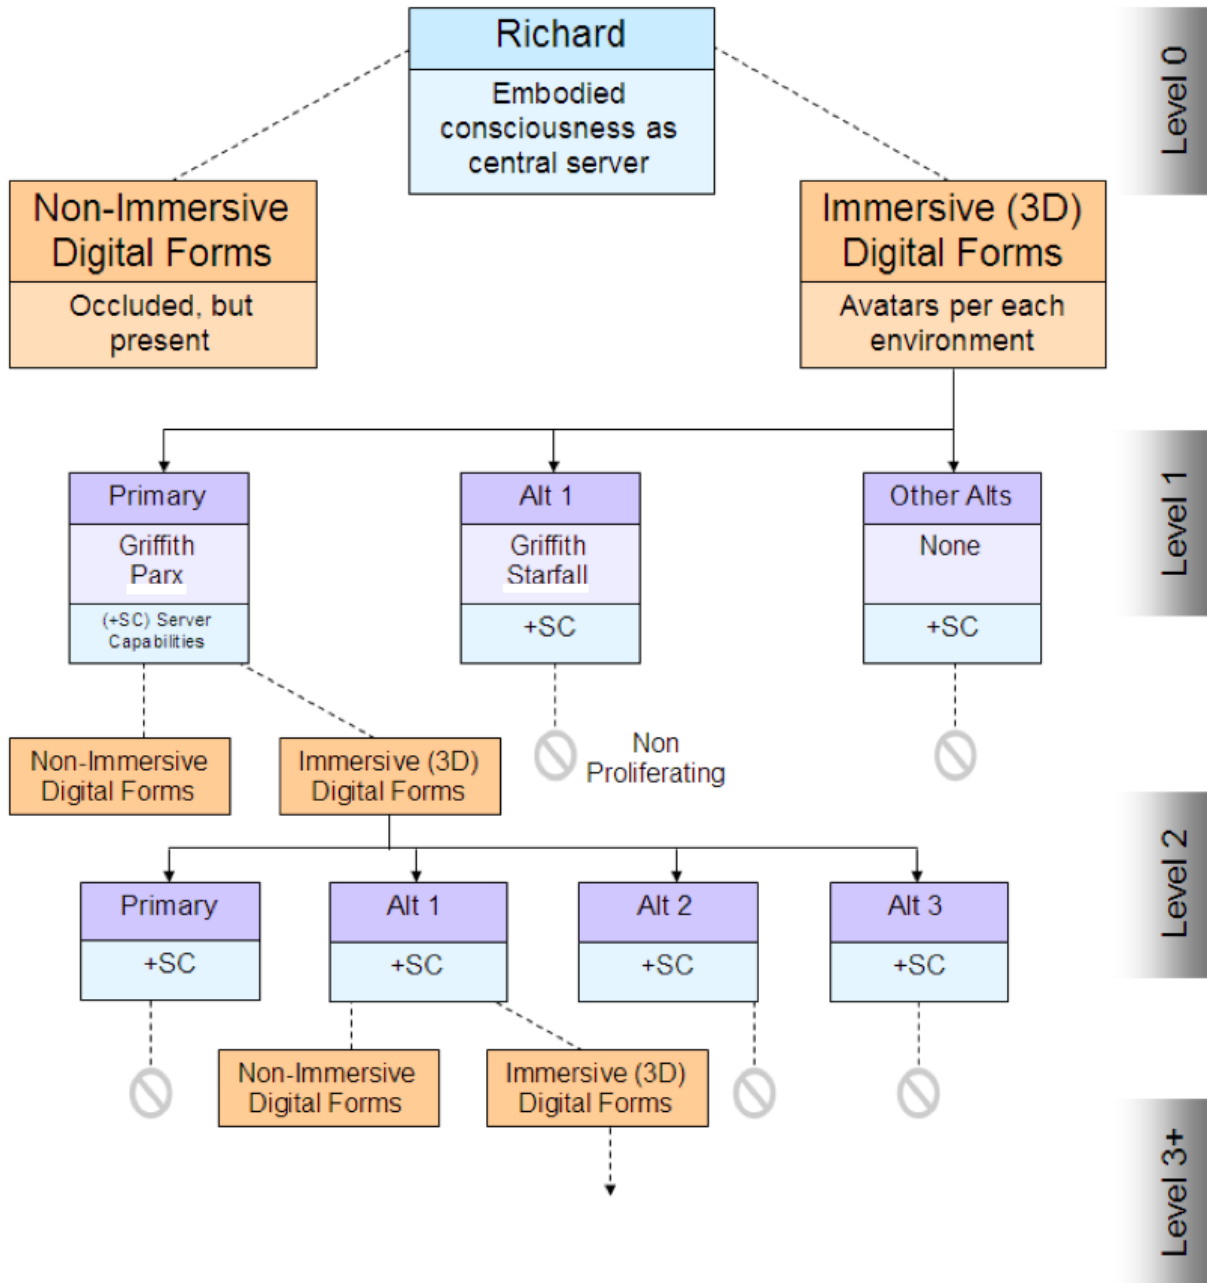 Richard
Embodied
consciousness as
central server
Level 0
Non-Immersive
Digital Forms
Occluded, but
present
Immersive (3D)
Digital Forms
Avatars per each
environment
Primary
Griffith
Parx
(+SC) Server
Capabilities
Alt 1
Griffith
Starfall
+SC
Other Alts
None
+SC
Level 1
Non-Immersive
Digital Forms
Immersive (3D)
Digital Forms
Non
Proliferating
Level 2
Primary
+SC
Alt 1
+SC
Alt 2
+SC
Alt 3
+SC
Non-Immersive
Digital Forms
Immersive (3D)
Digital Forms
Level 3+